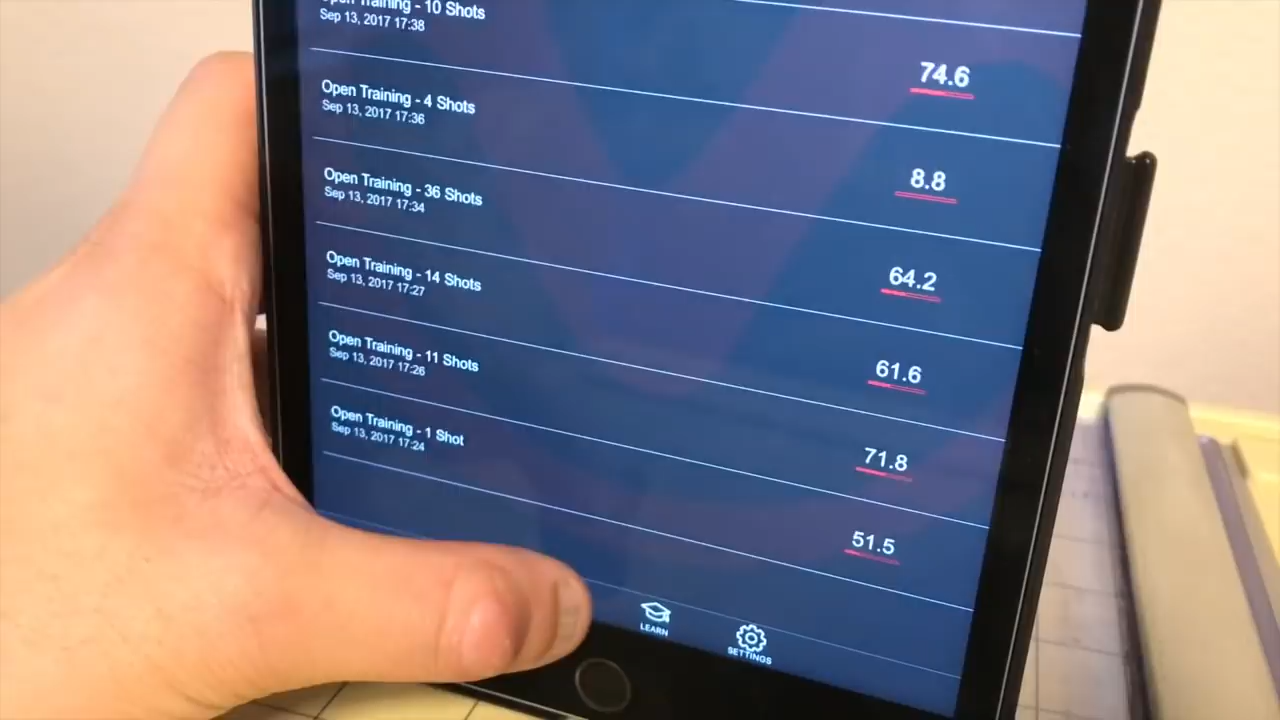 Open Training - 10 Shots
Sep 13, 2017 17:38
74.6
Open Training - 4 Shots
Sep 13, 2017 17:36
8.8
Open Training - 36 Shots
Sep 13, 2017 17:34
64.2
Open Training - 14 Shots
Sep 13, 2017 17:27
61.6
Open Training - 11 Shots
Sep 13, 2017 17:26
71.8
Open Training - 1 Shot
Sep 13, 2017 17:24
51.5
LEARN
SETTINGS